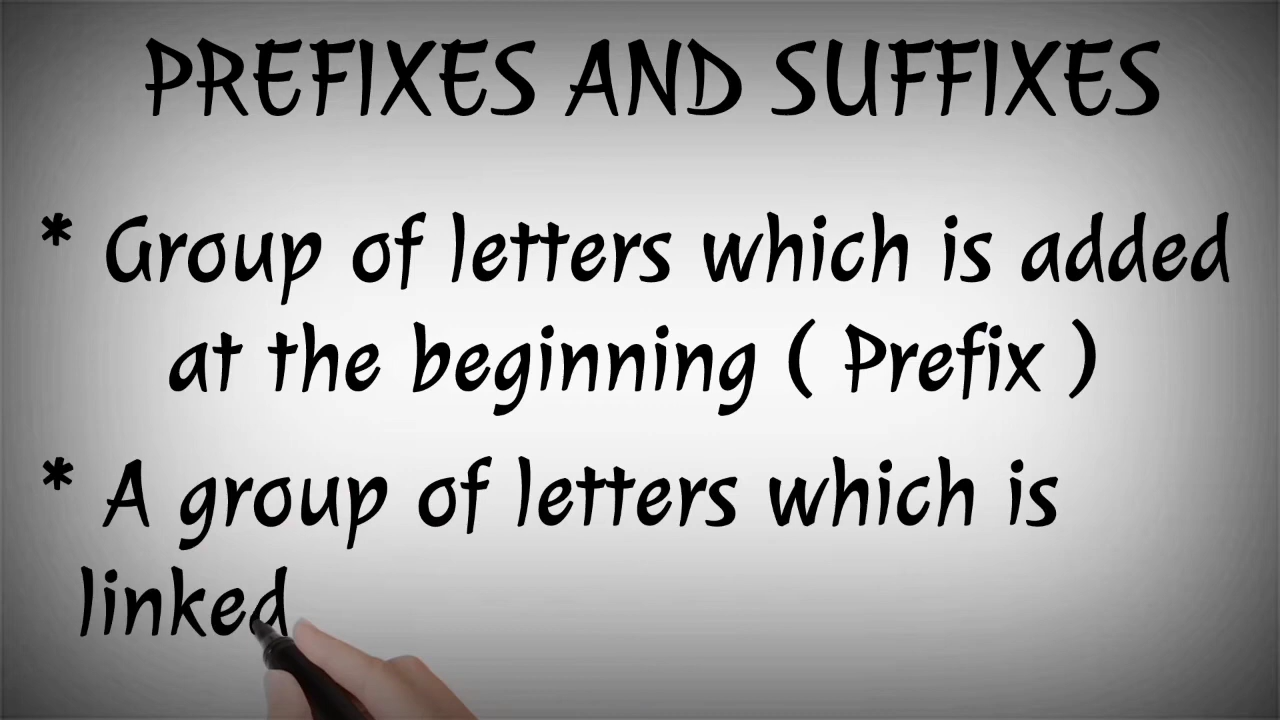 PREFIXES AND SUFFIXES
* Group of letters which is added
at the beginning ( Prefix )
* A group of letters which is
linked